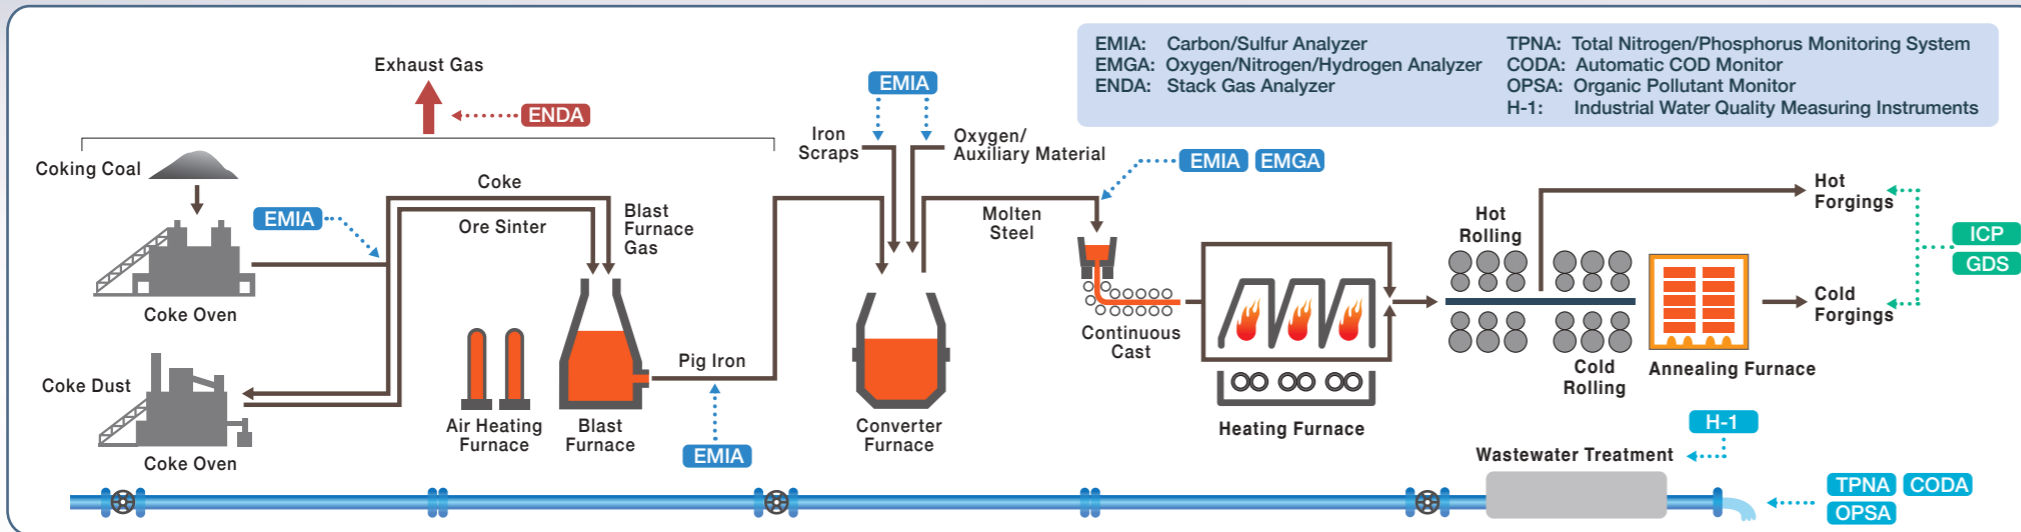 EMIA: Carbon/Sulfur Analyzer
EMGA: Oxygen/Nitrogen/Hydrogen Analyzer
ENDA: Stack Gas Analyzer
TPNA: Total Nitrogen/Phosphorus Monitoring System
CODA: Automatic COD Monitor
OPSA: Organic Pollutant Monitor
H-1: Industrial Water Quality Measuring Instruments
Exhaust Gas
ENDA
EMIA
Iron
Scraps
Oxygen/
Auxiliary Material
Coking Coal
EMIA
Coke
Ore Sinter
Blast
Furnace
Gas
Coke Oven
Coke Dust
Coke Oven
Air Heating
Furnace
Blast
Furnace
Pig Iron
EMIA
Converter
Furnace
Molten
Steel
EMIA
EMGA
Continuous
Cast
Heating Furnace
Hot
Rolling
Cold
Rolling
Annealing Furnace
Hot
Forgings
Cold
Forgings
ICP
GDS
H-1
Wastewater Treatment
TPNA
CODA
OPSA